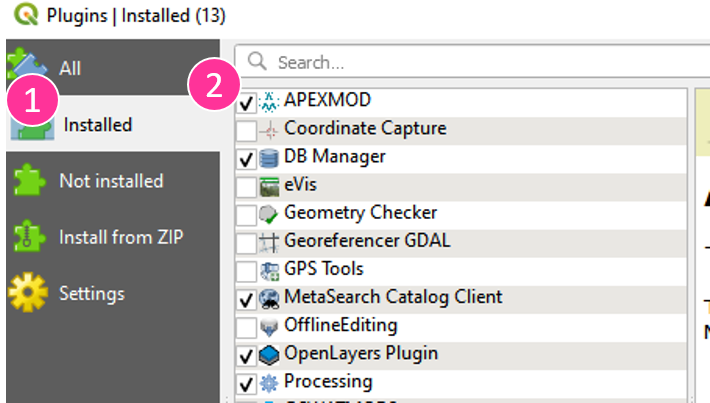 Plugins | Installed (13)
All
1
Installed
Not installed
Install from ZIP
Settings
2
Search...
APEXMOD
Coordinate Capture
DB Manager
eVis
Geometry Checker
Georeferencer GDAL
GPS Tools
MetaSearch Catalog Client
OfflineEditing
OpenLayers Plugin
Processing